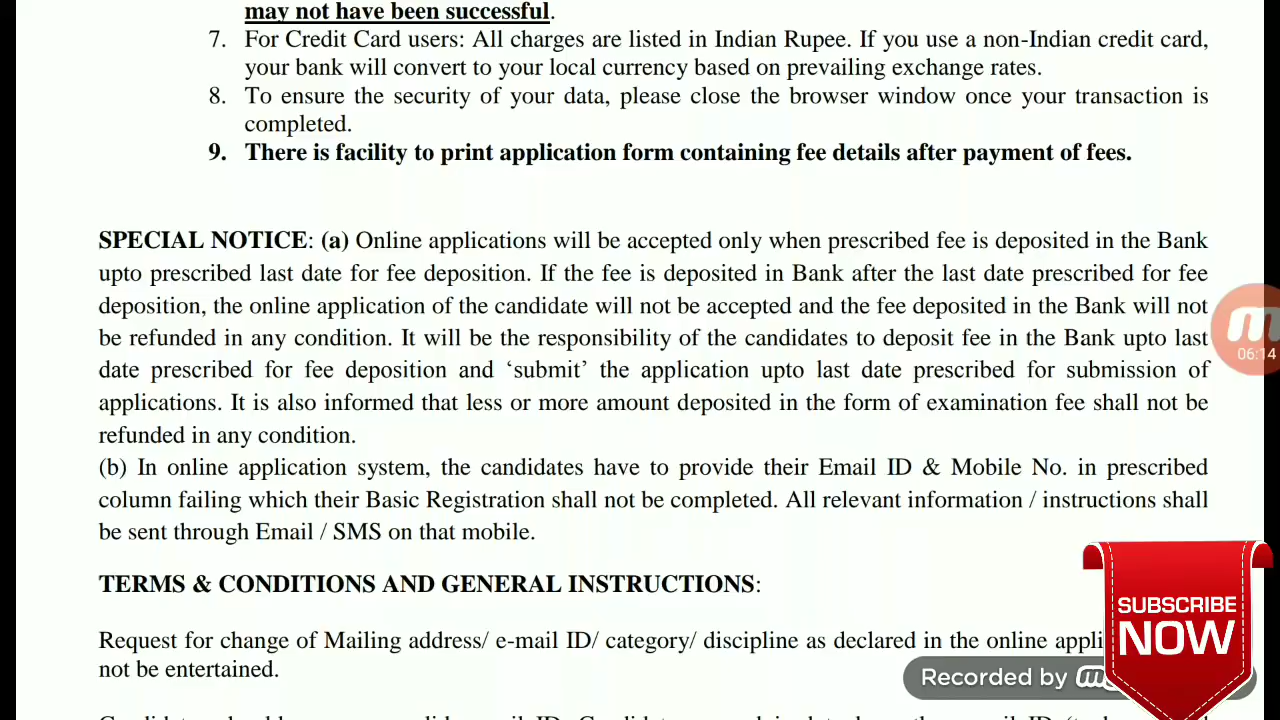 may not have been successful.
7. For Credit Card users: All charges are listed in Indian Rupee. If you use a non-Indian credit card,
your bank will convert to your local currency based on prevailing exchange rates.
8. To ensure the security of your data, please close the browser window once your transaction is
completed.
9. There is facility to print application form containing fee details after payment of fees.
SPECIAL NOTICE: (a) Online applications will be accepted only when prescribed fee is deposited in the Bank
upto prescribed last date for fee deposition. If the fee is deposited in Bank after the last date prescribed for fee
deposition, the online application of the candidate will not be accepted and the fee deposited in the Bank will not
be refunded in any condition. It will be the responsibility of the candidates to deposit fee in the Bank upto last
date prescribed for fee deposition and ‘submit’ the application upto last date prescribed for submission of
applications. It is also informed that less or more amount deposited in the form of examination fee shall not be
refunded in any condition.
(b) In online application system, the candidates have to provide their Email ID & Mobile No. in prescribed
column failing which their Basic Registration shall not be completed. All relevant information / instructions shall
be sent through Email / SMS on that mobile.
TERMS & CONDITIONS AND GENERAL INSTRUCTIONS:
Request for change of Mailing address/ e-mail ID/ category/ discipline as declared in the online appli
not be entertained.
06:14
SUBSCRIBE
NOW
Recorded by